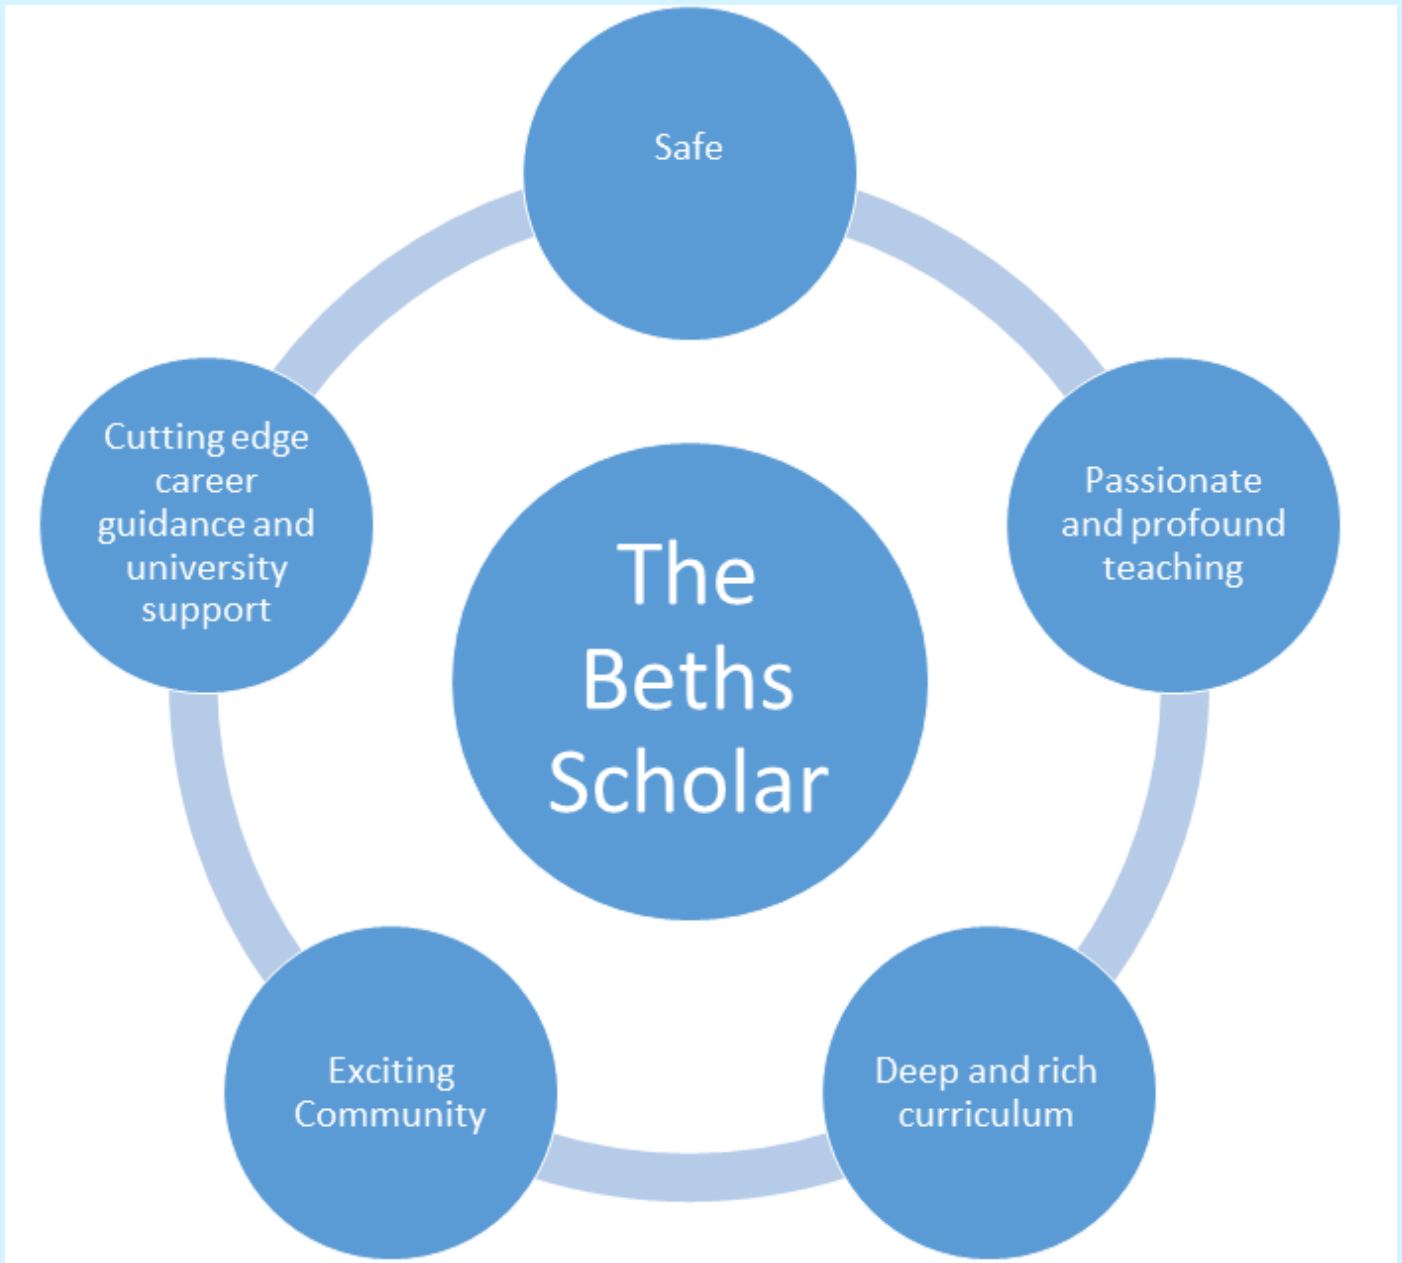 Safe
Passionate
and profound
teaching
Deep and rich
curriculum
Exciting
Community
Cutting edge
career
guidance and
university
support
The
Beths
Scholar